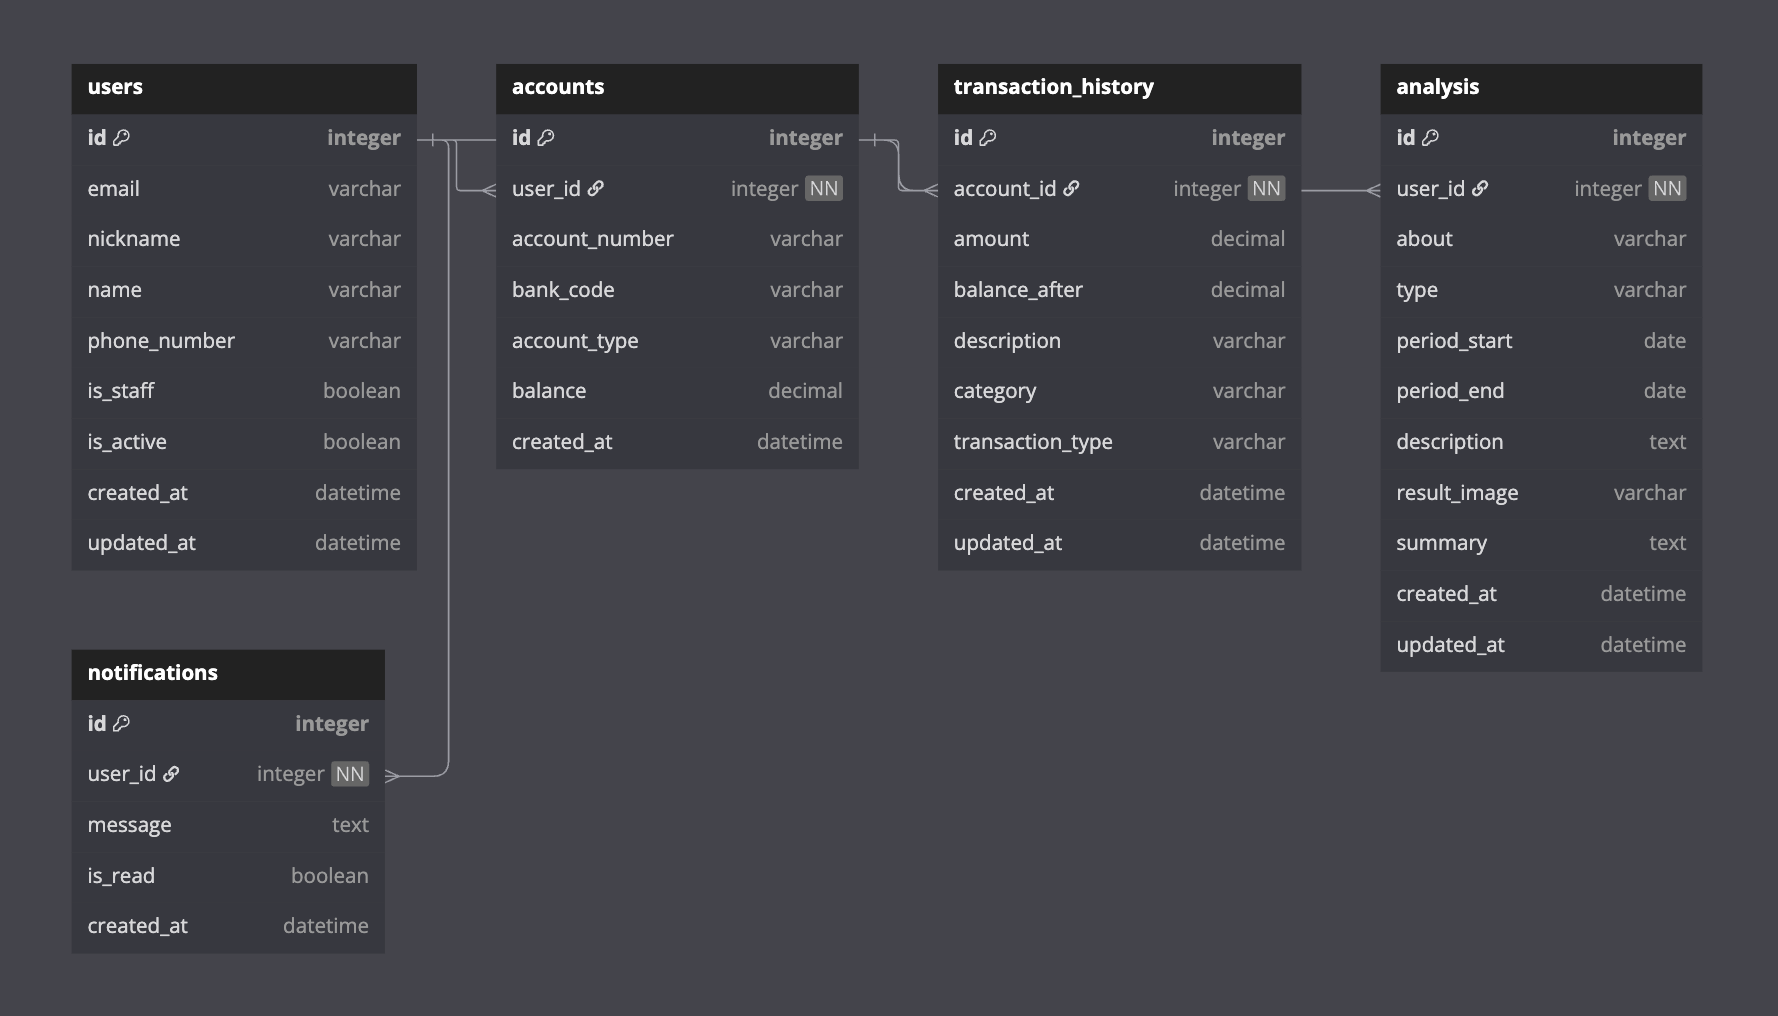 users
id integer
email varchar
nickname varchar
name varchar
phone_number varchar
is_staff boolean
is_active boolean
created_at datetime
updated_at datetime
accounts
id integer
user_id integer NN
account_number varchar
bank_code varchar
account_type varchar
balance decimal
created_at datetime
transaction_history
id integer
account_id integer NN
amount decimal
balance_after decimal
description varchar
category varchar
transaction_type varchar
created_at datetime
updated_at datetime
analysis
id integer
user_id integer NN
about varchar
type varchar
period_start date
period_end date
description text
result_image varchar
summary text
created_at datetime
updated_at datetime
notifications
id integer
user_id integer NN
message text
is_read boolean
created_at datetime